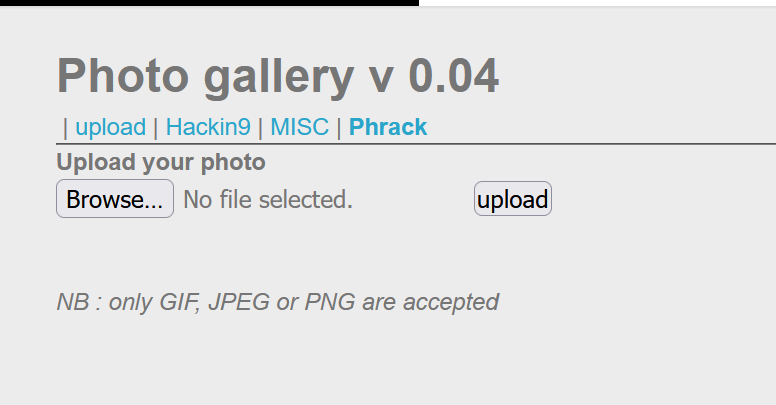 Photo gallery v 0.04
| upload | Hackin9 | MISC | Phrack
Upload your photo
Browse... No file selected. upload
NB : only GIF, JPEG or PNG are accepted